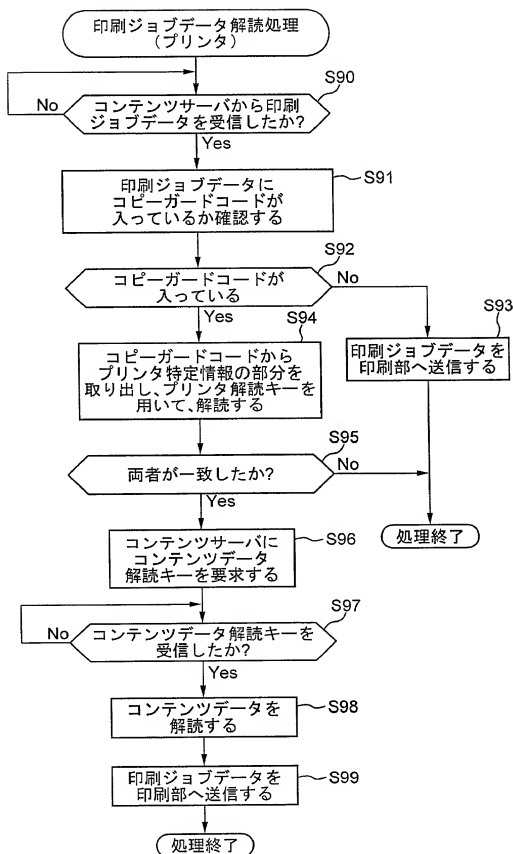 印刷ジョブデータ解読処理
(プリンタ)
S90
No
コンテンツサーバから印刷
ジョブデータを受信したか?
Yes
S91
印刷ジョブデータに
コピーガードコードが
入っているか確認する
S92
コピーガードコードが
入っている
No
Yes
S93
印刷ジョブデータを
印刷部へ送信する
S94
コピーガードコードから
プリンタ特定情報の部分を
取り出し、プリンタ解読キーを
用いて、解読する
S95
両者が一致したか?
No
Yes
処理終了
S96
コンテンツサーバに
コンテンツデータ
解読キーを要求する
S97
No
コンテンツデータ解読キーを
受信したか?
Yes
S98
コンテンツデータを
解読する
S99
印刷ジョブデータを
印刷部へ送信する
処理終了